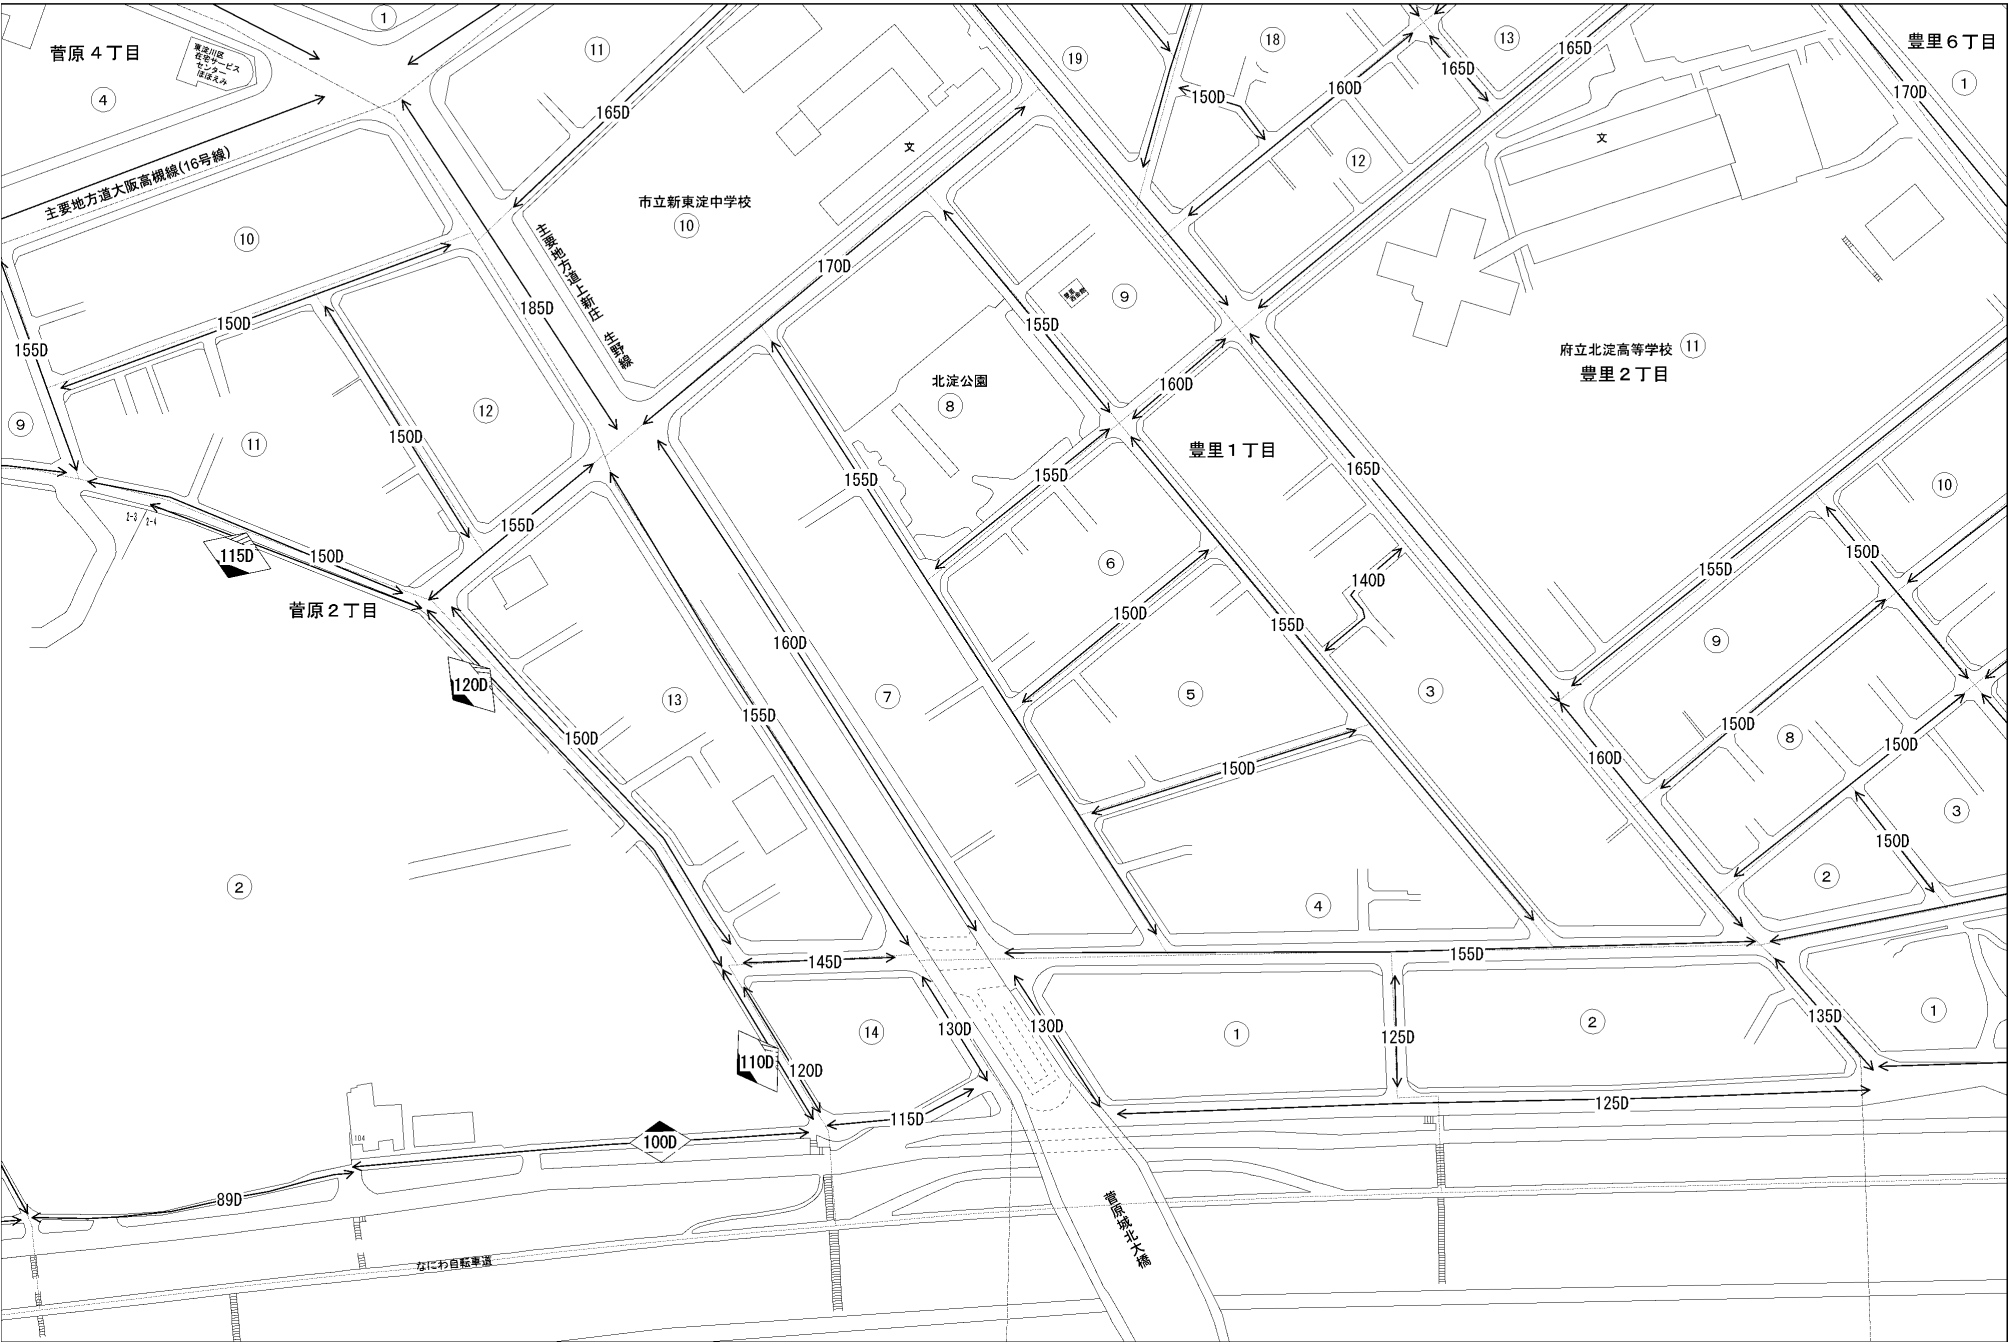 1
11
19
18
13
165D
豊里６丁目
菅原４丁目
東淀川区
在宅サービス
センター
ほほえみ
4
165D
1
170D
160D
150D
165D
文
文
12
主要地方道大阪高槻線(16号線)
市立新東淀中学校
10
主要地方道上新庄　生野線
10
170D
9
185D
150D
155D
155D
府立北淀高等学校
11
豊里２丁目
北淀公園
8
160D
12
9
11
150D
豊里１丁目
155D
155D
165D
10
2-3
2-4
155D
115D
150D
150D
6
155D
140D
菅原２丁目
150D
155D
9
160D
120D
13
7
5
3
155D
150D
150D
8
150D
150D
160D
3
150D
2
2
4
145D
155D
14
130D
130D
1
125D
2
135D
1
110D
120D
115D
125D
104
100D
89D
菅原城北大橋
なにわ自転車道